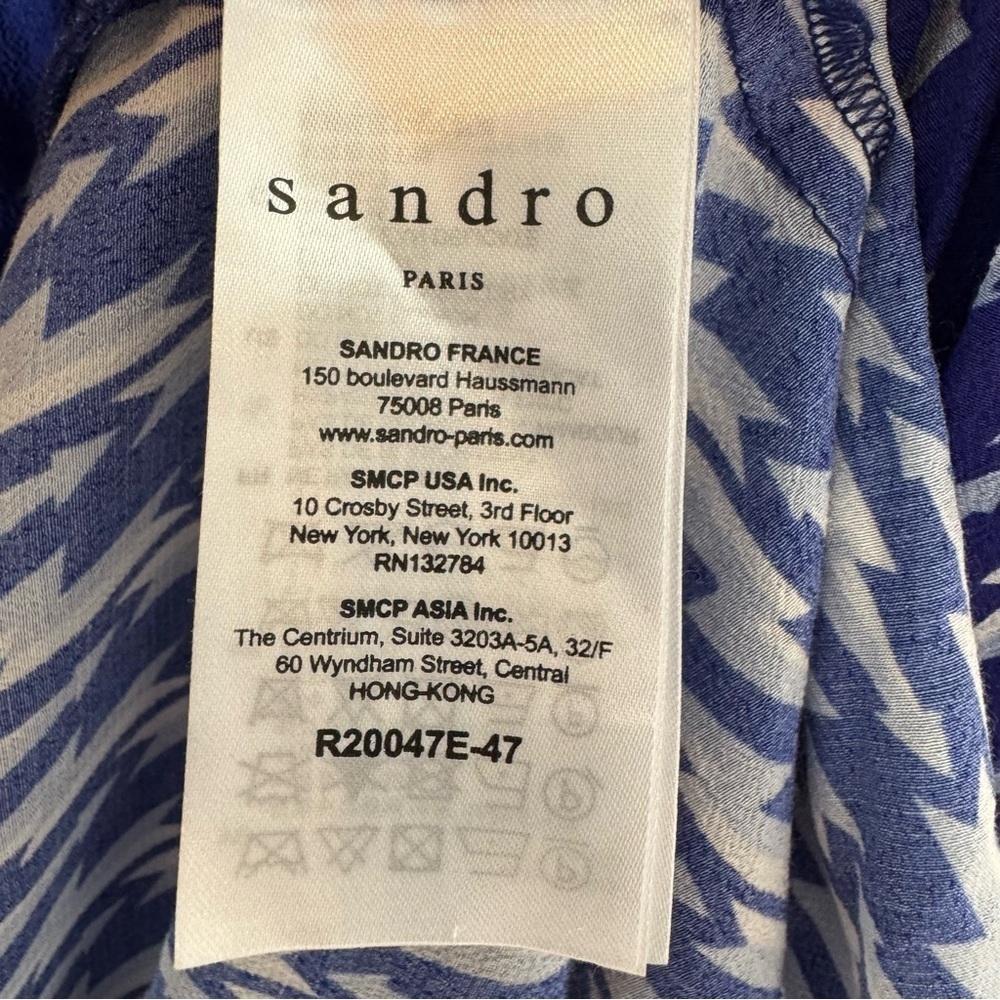 sandro
PARIS
SANDRO FRANCE
150 boulevard Haussmann
75008 Paris
www.sandro-paris.com
SMCP USA Inc.
10 Crosby Street, 3rd Floor
New York, New York 10013
RN132784
SMCP ASIA Inc.
The Centrium, Suite 3203A-5A, 32/F
60 Wyndham Street, Central
HONG-KONG
R20047E-47